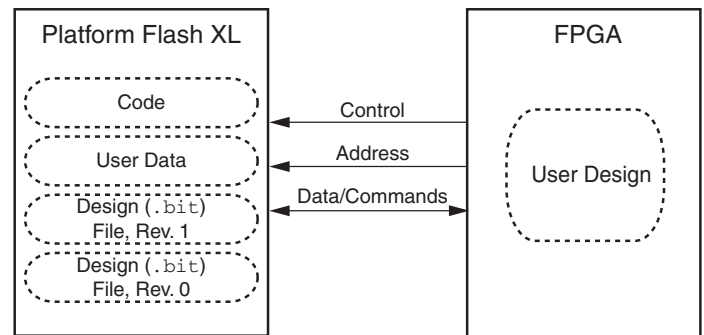 Platform Flash XL
Code
User Data
Design (.bit)
File, Rev. 1
Design (.bit)
File, Rev. 0
Control
Address
Data/Commands
FPGA
User Design